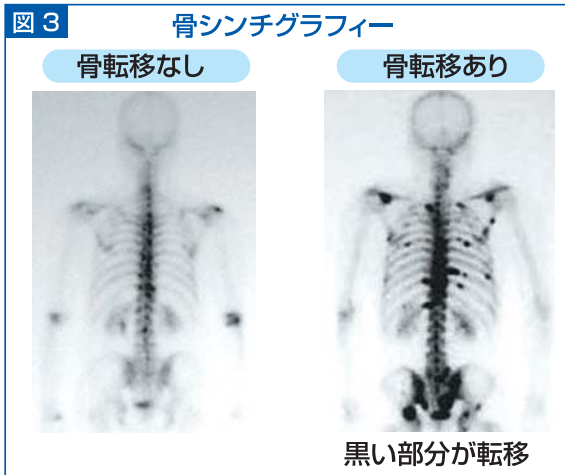 図 3
骨シンチグラフィー
骨転移なし
骨転移あり
黒い部分が転移